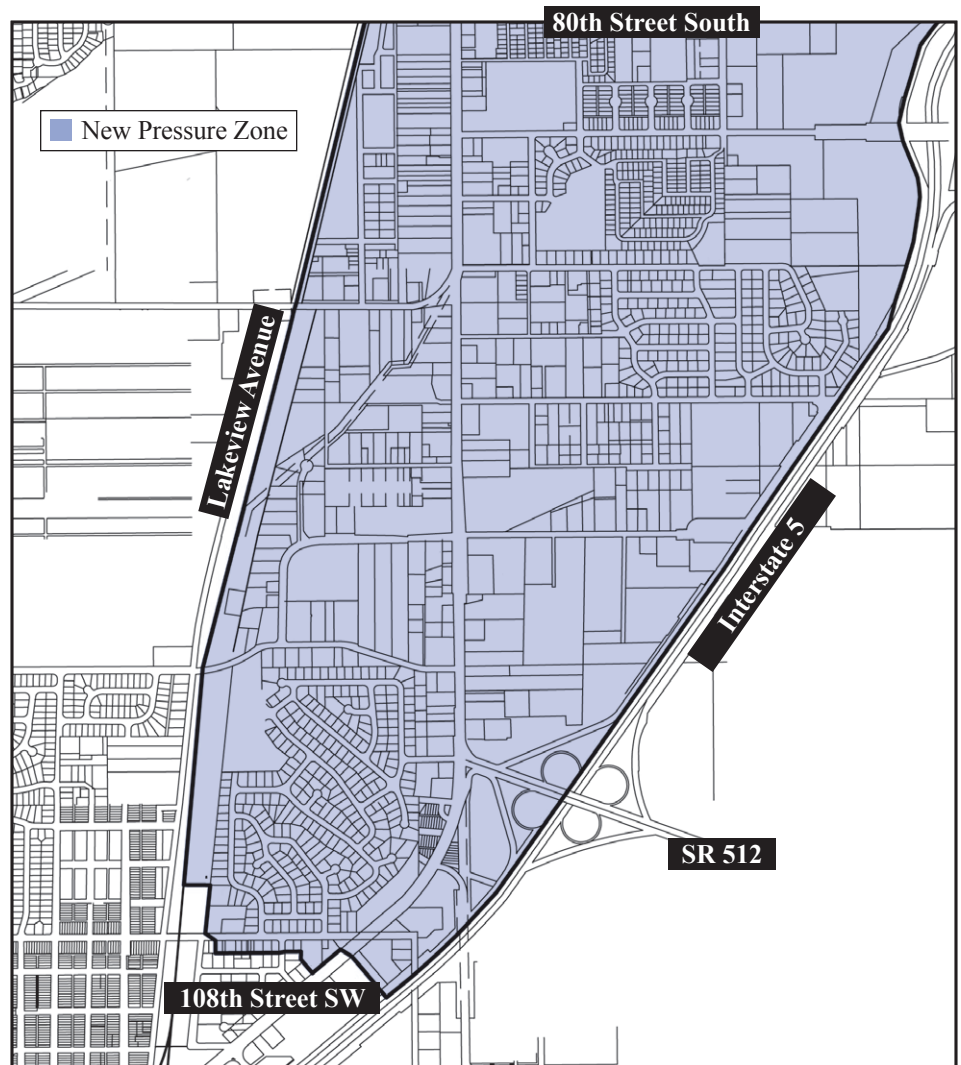 80th Street South
New Pressure Zone
Lakeview Avenue
Interstate 5
SR 512
108th Street SW